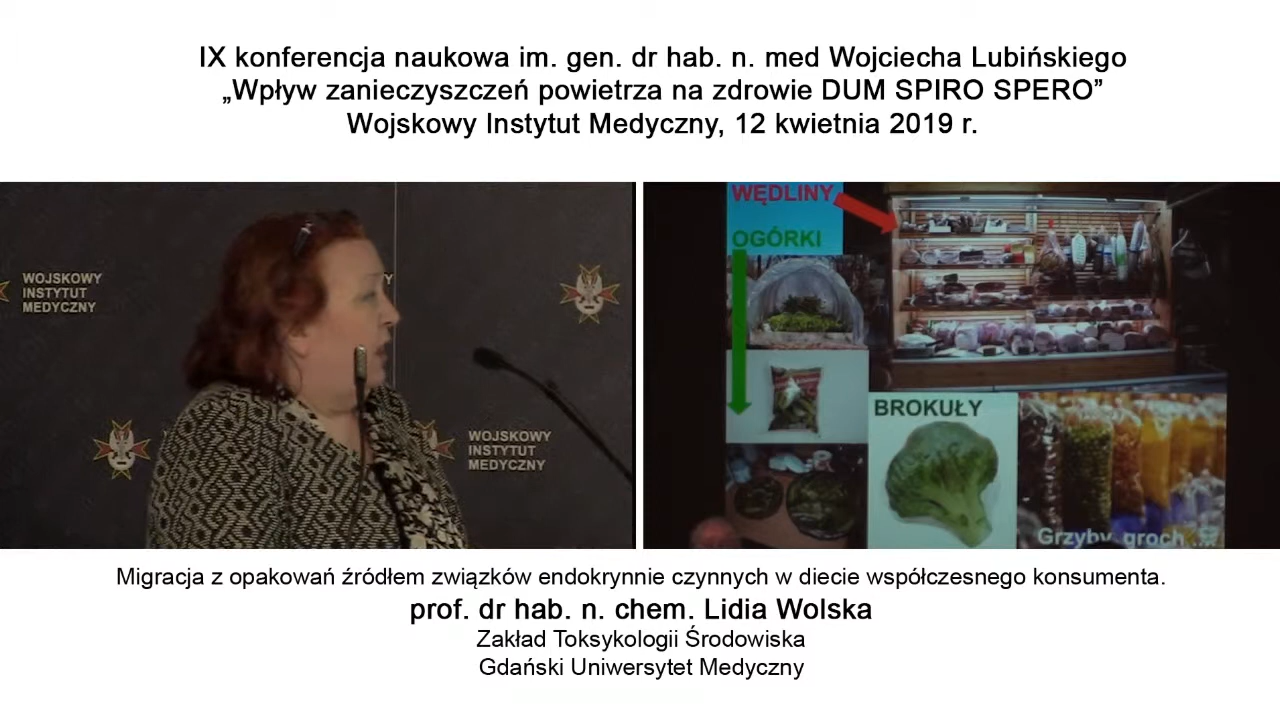 IX konferencja naukowa im. gen. dr hab. n. med Wojciecha Lubińskiego
„Wpływ zanieczyszczeń powietrza na zdrowie DUM SPIRO SPERO”
Wojskowy Instytut Medyczny, 12 kwietnia 2019 r.
WOJSKOWY
INSTYTUT
MEDYCZNY
Y
WOJSKOWY
INSTYTUT
MEDYCZNY
WĘDLINY
OGÓRKI
BROKUŁY
Grzyby, groch ....
Migracja z opakowań źródłem związków endokrynnie czynnych w diecie współczesnego konsumenta.
prof. dr hab. n. chem. Lidia Wolska
Zakład Toksykologii Środowiska
Gdański Uniwersytet Medyczny